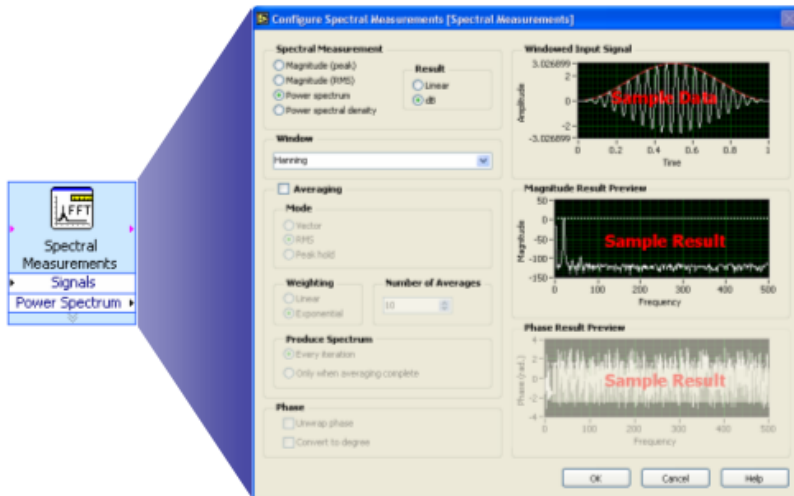 FFT
Spectral
Measurements
Signals
Power Spectrum
Configure Spectral Measurements [Spectral Measurements]
Spectral Measurement
Magnitude (peak)
Magnitude (RMS)
Power spectrum
Power spectral density
Result
Linear
dB
Window
Hanning
Averaging
Mode
Vector
RMS
Peak hold
Weighting
Linear
Exponential
Number of Averages
10
Produce Spectrum
Every iteration
Only when averaging complete
Phase
Unwrap phase
Convert to degree
Windowed Input Signal
Amplitude
3.026899
2
0
-2
-3.026899
Sample Data
0 0.2 0.4 0.6 0.8 1
Time
Magnitude Result Preview
Magnitude
50
0
-50
-100
-150
Sample Result
0 100 200 300 400 500
Frequency
Phase Result Preview
Phase (rad.)
4
2
0
-2
-4
Sample Result
0 100 200 300 400 500
Frequency
OK Cancel Help